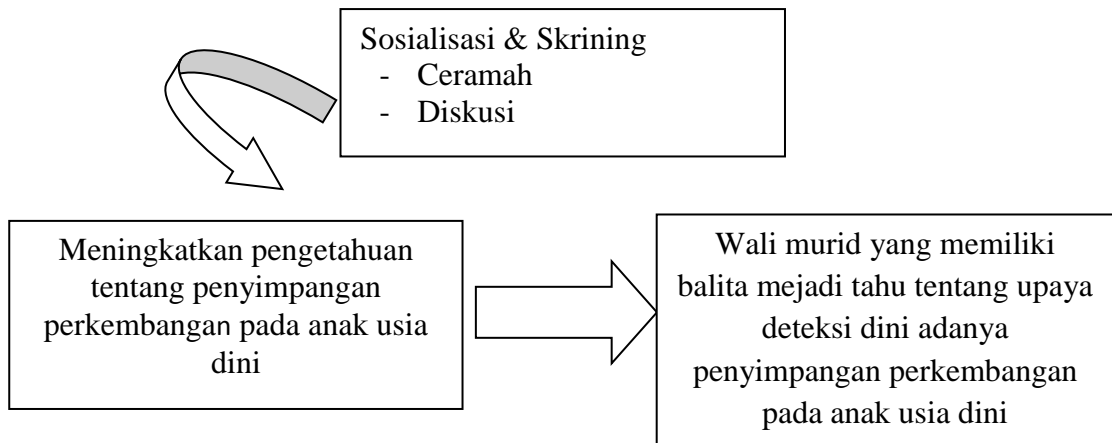 Sosialisasi & Skrining
- Ceramah
- Diskusi
Meningkatkan pengetahuan
tentang penyimpangan
perkembangan pada anak usia
dini
Wali murid yang memiliki
balita mejadi tahu tentang upaya
deteksi dini adanya
penyimpangan perkembangan
pada anak usia dini